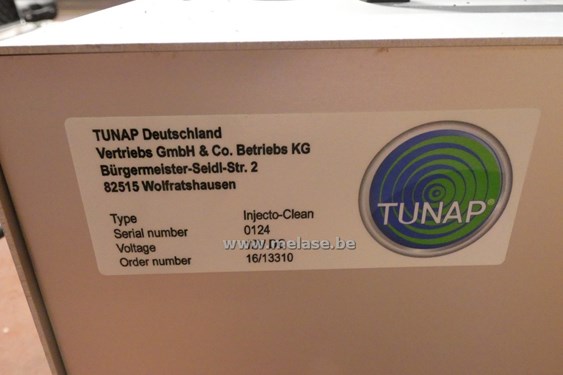 TUNAP Deutschland
Vertriebs GmbH & Co. Betriebs KG
Bürgermeister-Seidl-Str. 2
82515 Wolfratshausen
Type Injecto-Clean
Serial number 0124
Voltage
www.melase.be
Order number 16/13310
TUNAP®